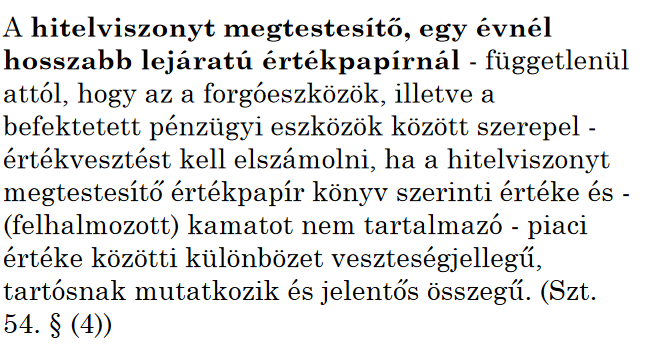 A hitelviszonyt megtestesítő, egy évnél
hosszabb lejáratú értékpapírnál - függetlenül
attól, hogy az a forgóeszközök, illetve a
befektetett pénzügyi eszközök között szerepel -
értékvesztést kell elszámolni, ha a hitelviszonyt
megtestesítő értékpapír könyv szerinti értéke és -
(felhalmozott) kamatot nem tartalmazó - piaci
értéke közötti különbözet veszteségjellegű,
tartósnak mutatkozik és jelentős összegű. (Szt.
54. § (4))